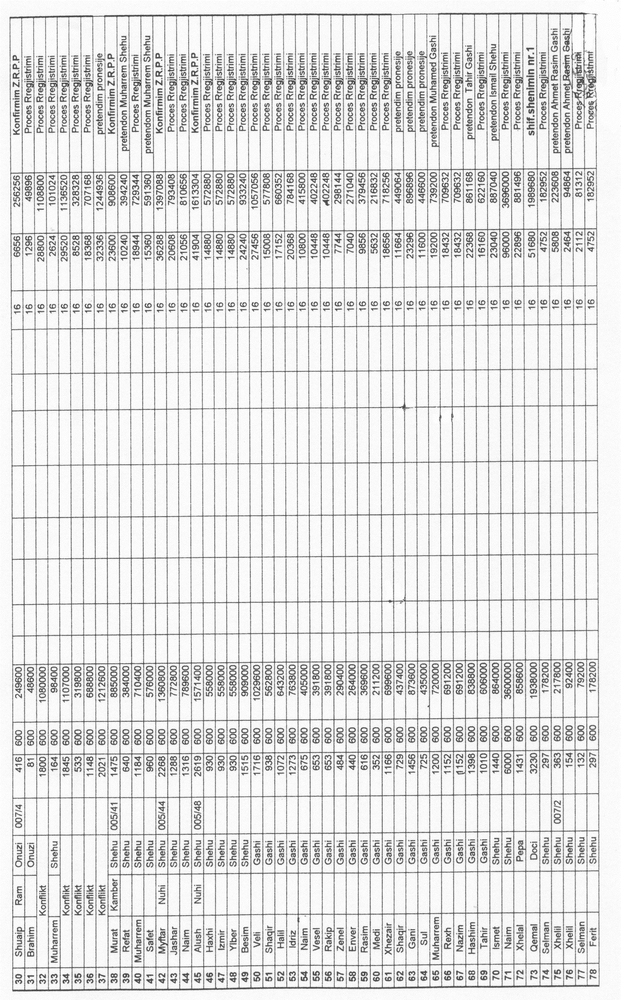 30 Shuaip Ram Onuzi 007/4 416 600 249600 16 6656 256256 Konfirmim Z.R.P.P
31 Brahim Onuzi 81 600 48600 16 1296 49896 Proces Rregjistrimi
32 Konflikt 1800 600 1080000 16 28800 1108800 Proces Rregjistrimi
33 Muharrem Shehu 164 600 98400 16 2624 101024 Proces Rregjistrimi
34 Konflikt 1845 600 1107000 16 29520 1136520 Proces Rregjistrimi
35 Konflikt 533 600 319800 16 8528 328328 Proces Rregjistrimi
36 Konflikt 1148 600 688800 16 18368 707168 Proces Rregjistrimi
37 Konflikt 2021 600 1212600 16 32336 1244936 pretendim pronesije
38 Murat Kamber Shehu 005/41 1475 600 885000 16 23600 908600 Konfirmim Z.R.P.P
39 Refat Shehu 640 600 384000 16 10240 394240 pretendon Muharrem Shehu
40 Muharrem Shehu 1184 600 710400 16 18944 729344 Proces Rregjistrimi
41 Safet Shehu 960 600 576000 16 15360 591360 pretendom Muharrem Shehu
42 Myftar Nuhi Shehu 005/44 2268 600 1360800 16 36288 1397088 Konfirmim Z.R.P.P
43 Jashar Shehu 1288 600 772800 16 20608 793408 Proces Rregjistrimi
44 Naim Shehu 1316 600 789600 16 21056 810656 Proces Rregjistrimi
45 Alush Nuhi Shehu 005/48 2619 600 1571400 16 41904 1613304 Konfirmim Z.R.P.P
46 Haxhi Shehu 930 600 558000 16 14880 572880 Proces Rregjistrimi
47 Izmir Shehu 930 600 558000 16 14880 572880 Proces Rregjistrimi
48 Ylber Shehu 930 600 558000 16 14880 572880 Proces Rregjistrimi
49 Besim Shehu 1515 600 909000 16 24240 933240 Proces Rregjistrimi
50 Veli Gashi 1716 600 1029600 16 27456 1057056 Proces Rregjistrimi
51 Shaqir Gashi 938 600 562800 16 15008 577808 Proces Rregjistrimi
52 Halil Gashi 1072 600 643200 16 17152 660352 Proces Rregjistrimi
53 Idriz Gashi 1273 600 763800 16 20368 784168 Proces Rregjistrimi
54 Naim Gashi 675 600 405000 16 10800 415800 Proces Rregjistrimi
55 Vesel Gashi 653 600 391800 16 10448 402248 Proces Rregjistrimi
56 Rakip Gashi 653 600 391800 16 10448 402248 Proces Rregjistrimi
57 Zenel Gashi 484 600 290400 16 7744 298144 Proces Rregjistrimi
58 Enver Gashi 440 600 264000 16 7040 271040 Proces Rregjistrimi
59 Rasim Gashi 616 600 369600 16 9856 379456 Proces Rregjistrimi
60 Medi Gashi 352 600 211200 16 5632 216832 Proces Rregjistrimi
61 Xhezair Gashi 1166 600 699600 16 18656 718256 Proces Rregjistrimi
62 Shaqir Gashi 729 600 437400 16 11664 449064 pretendim pronesije
63 Gani Gashi 1456 600 873600 16 23296 896896 pretendim pronesije
64 Sul Gashi 725 600 435000 16 11600 446600 pretendim pronesije
65 Muharrem Gashi 1200 600 720000 16 19200 739200 pretendon Muhamed Gashi
66 Rexh Gashi 1152 600 691200 16 18432 709632 Proces Rregjistrimi
67 Nazim Gashi 1152 600 691200 16 18432 709632 Proces Rregjistrimi
68 Hashim Gashi 1398 600 838800 16 22368 861168 pretendon Tahir Gashi
69 Tahir Gashi 1010 600 606000 16 16160 622160 Proces Rregjistrimi
70 Ismet Shehu 1440 600 864000 16 23040 887040 pretendon Ismail Shehu
71 Naim Shehu 6000 600 3600000 16 96000 3696000 Proces Rregjistrimi
72 Xhelal Pepa 1431 600 858600 16 22896 881496 Proces Rregjistrimi
73 Qemal Doci 3230 600 1938000 16 51680 1989680 shif.shenimin nr.1
74 Selman Shehu 297 600 178200 16 4752 182952 Proces Rregjistrimi
75 Xhelil Shehu 007/2 363 600 217800 16 5808 223608 pretendon Ahmet Rasim Gashi
76 Xhelil Shehu 154 600 92400 16 2464 94864 pretendon Ahmet Rasim Gashi
77 Selman Shehu 132 600 79200 16 2112 81312 Proces Rregjistrimi
78 Ferit Shehu 297 600 178200 16 4752 182952 Proces Rregjistrimi